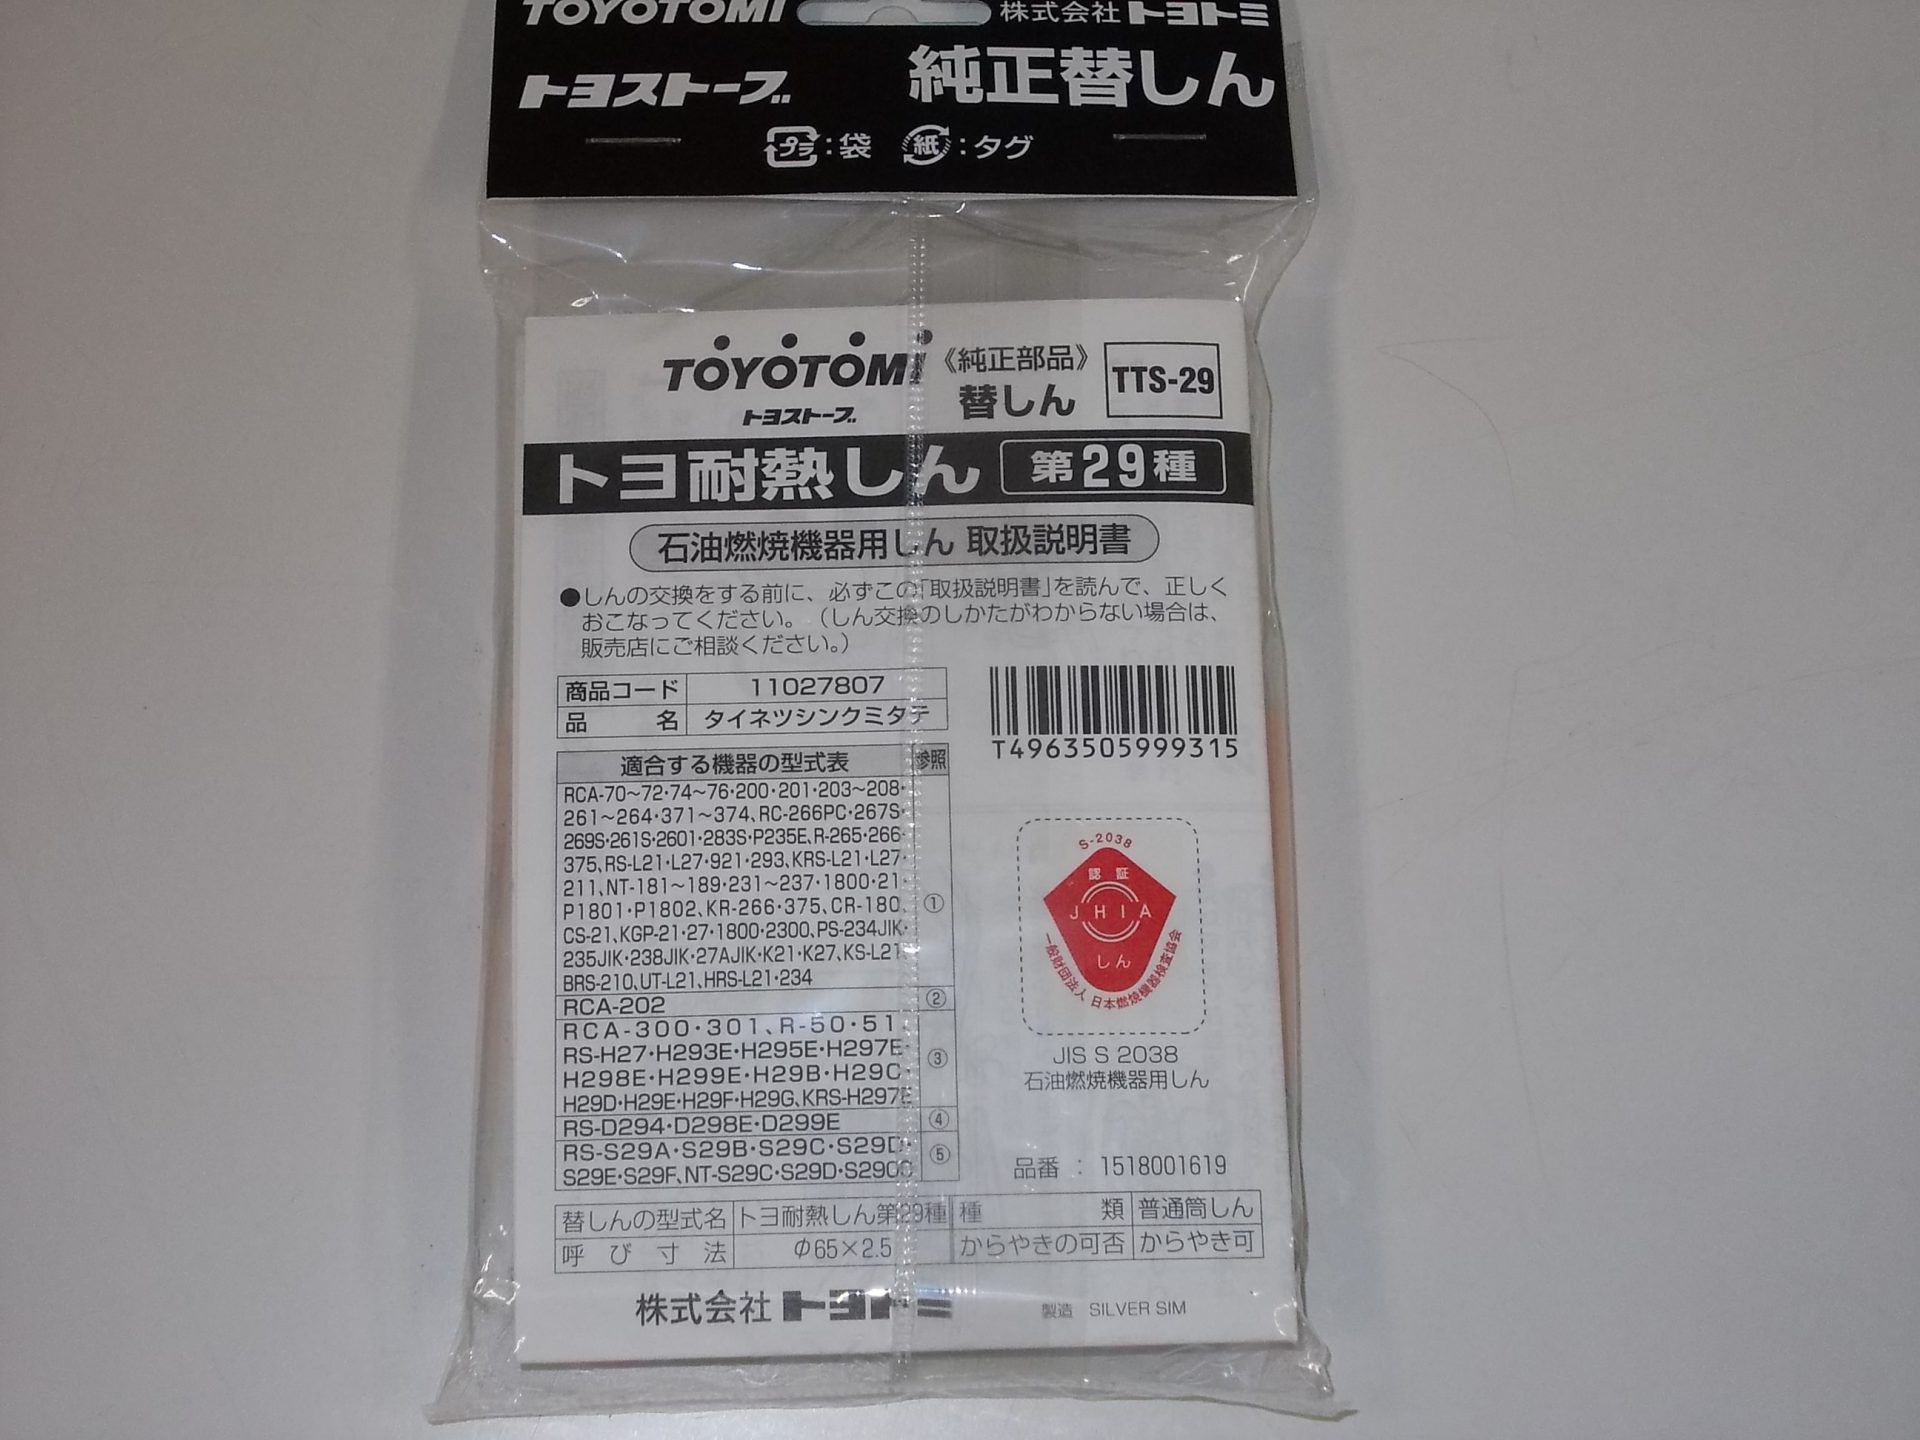 TOYOTOMI 株式会社トヨトミ
トヨストーブ 純正替しん
プラ:袋 紙:タグ
TOYOTOMi 《純正部品》 TTS-29
トヨストーブ 替しん
トヨ耐熱しん 第29種
石油燃焼機器用しん 取扱説明書
●しんの交換をする前に、必ずこの「取扱説明書」を読んで、正しく
おこなってください。(しん交換のしかたがわからない場合は、
販売店にご相談ください。)
商品コード 11027807
品名 タイネツシンクミタテ
T4963505999315
適合する機器の型式表 参照
RCA-70~72・74~76・200・201・203~208・
261~264・371~374、RC-266PC・267S・
269S・261S・2601・283S・P235E、R-265・266・
375、RS-L21・L27・921・293、KRS-L21・L27・
211、NT-181~189・231~237・1800・21・
P1801・P1802、KR-266・375、CR-180、 ①
CS-21、KGP-21・27・1800・2300、PS-234JIK・
235JIK・238JIK・27AJIK・K21・K27、KS-L21
BRS-210、UT-L21、HRS-L21・234
RCA-202 ②
RCA-300・301、R-50・51、
RS-H27・H293E・H295E・H297E・ ③
H298E・H299E・H29B・H29C・
H29D・H29E・H29F・H29G、KRS-H297E
RS-D294・D298E・D299E ④
RS-S29A・S29B・S29C・S29D・ ⑤
S29E・S29F、NT-S29C・S29D・
S-2038
認証
JHIA
しん
一般財団法人 日本燃焼機器検査協会
JIS S 2038
石油燃焼機器用しん
品番 : 1518001619
替しんの型式名 トヨ耐熱しん第29種 種類 普通筒しん
呼び寸法 φ65×2.5 からやきの可否 からやき可
株式会社トヨトミ 製造 SILVER SIM